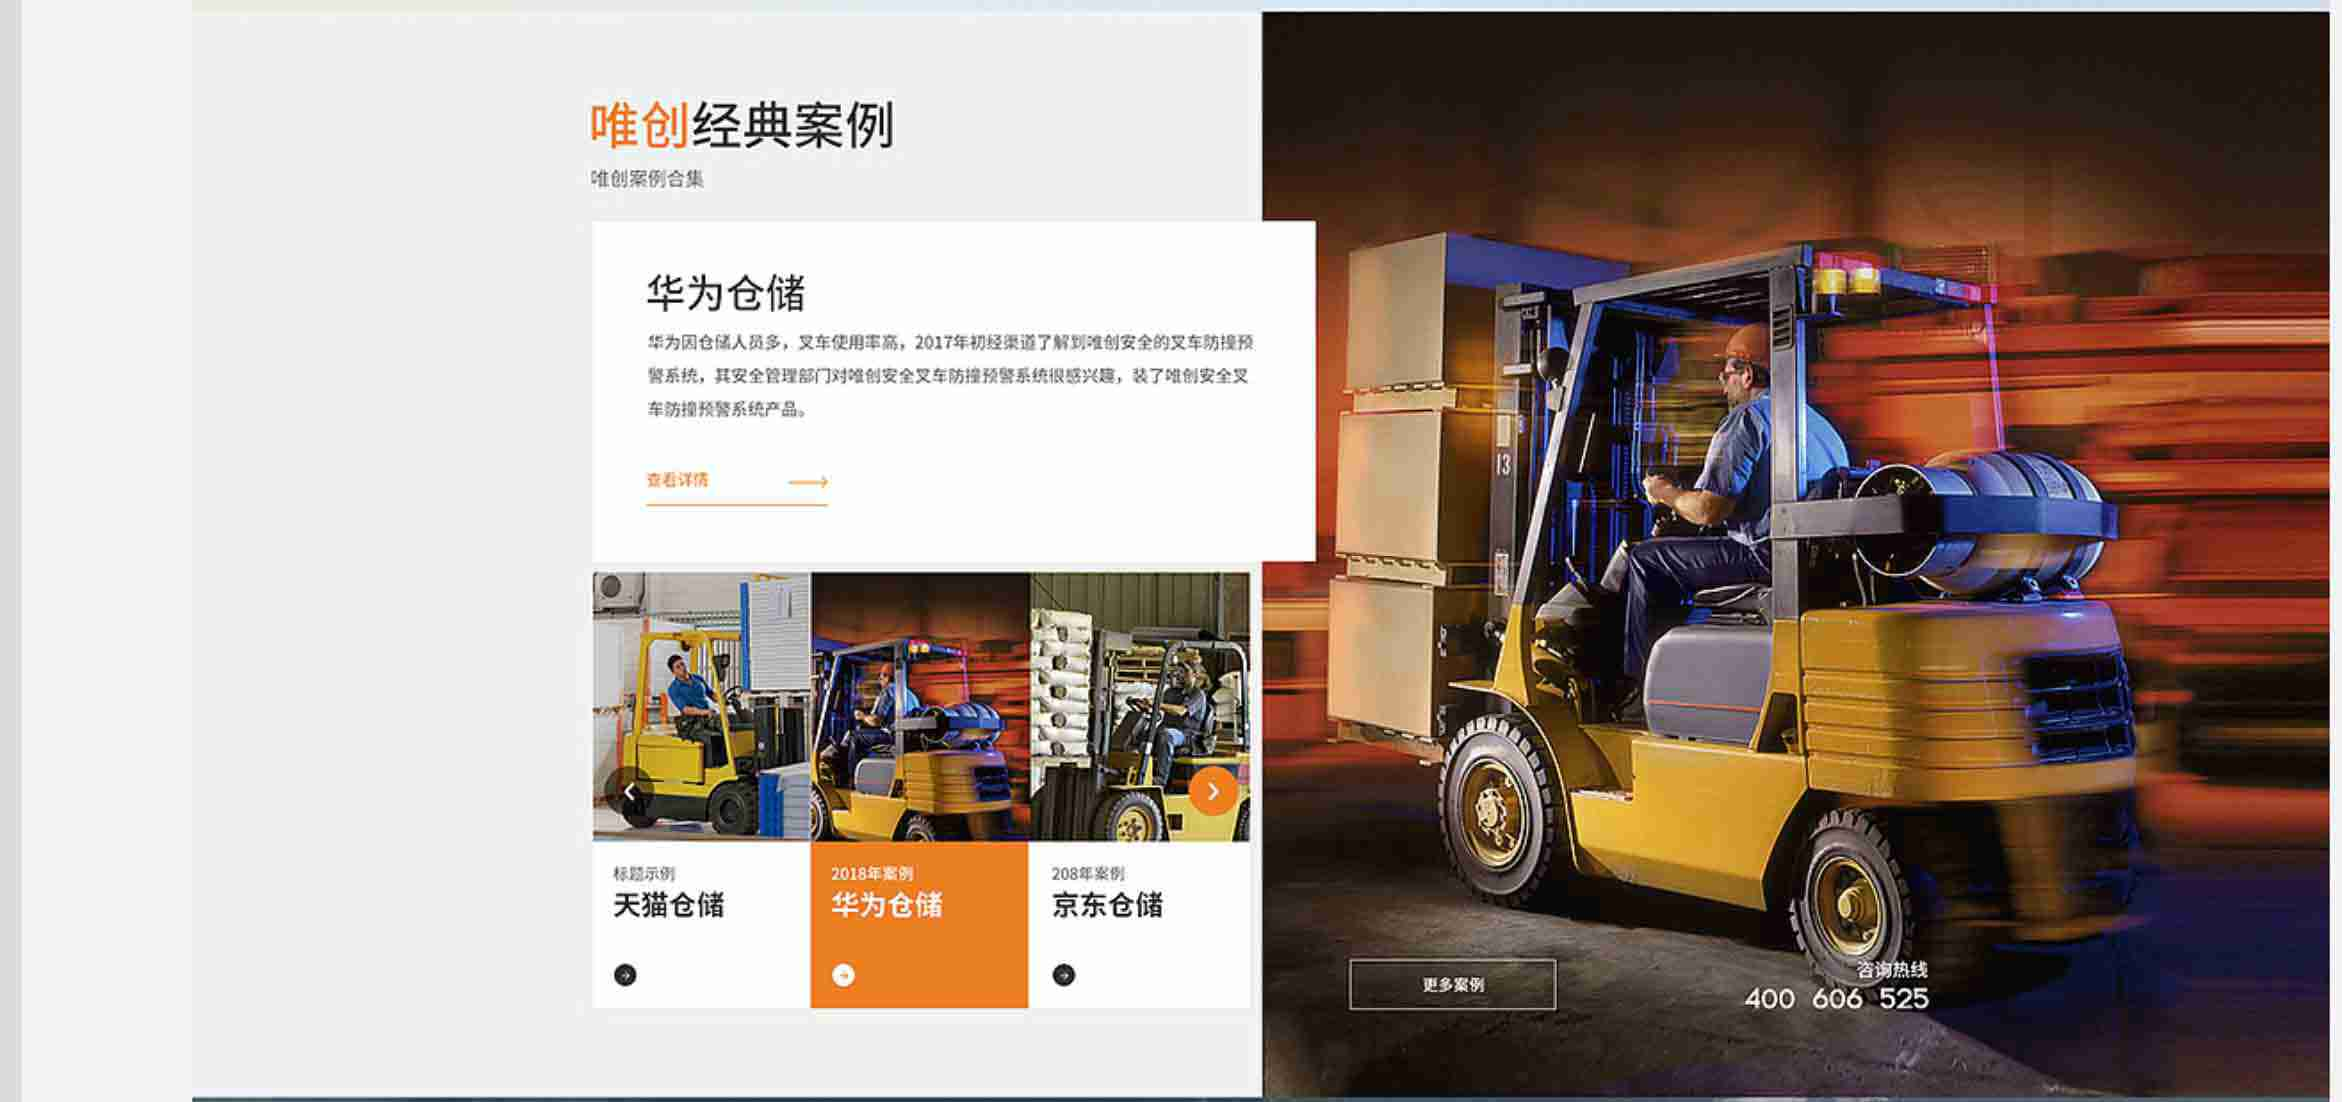 唯创经典案例
唯创案例合集
华为仓储
华为因仓储人员多，叉车使用率高，2017年初经渠道了解到唯创安全的叉车防撞预
警系统，其安全管理部门对唯创安全叉车防撞预警系统很感兴趣，装了唯创安全叉
车防撞预警系统产品。
查看详情
13
标题示例
天猫仓储
2018年案例
华为仓储
208年案例
京东仓储
更多案例
咨询热线
400 606 525